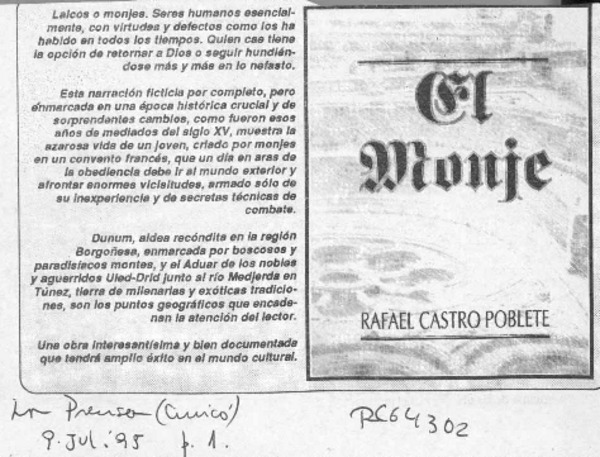 Laicos o monjes. Seres humanos esencial-
mente, con virtudes y defectos como los ha
habido en todos los tiempos. Quien cae tiene
la opción de retornar a Dios o seguir hundién-
dose más y más en lo nefasto.
Esta narración ficticia por completo, pero
enmarcada en una época histórica crucial y de
sorprendentes cambios, como fueron esos
años de mediados del siglo XV, muestra la
azarosa vida de un joven, criado por monjes
en un convento francés, que un día en aras de
la obediencia debe ir al mundo exterior y
afrontar enormes vicisitudes, armado sólo de
su inexperiencia y de secretas técnicas de
combate.
Dunum, aldea recóndita en la región
Borgoñesa, enmarcada por boscosos y
paradisíacos montes, y el Aduar de los nobles
y aguerridos Uled-Drid junto al río Medjerda en
Túnez, tierra de milenarias y exóticas tradicio-
nes, son los puntos geográficos que encade-
nan la atención del lector.
Una obra interesantísima y bien documentada
que tendrá amplio éxito en el mundo cultural.
El
Monje
RAFAEL CASTRO POBLETE
La Prensa (Curicó)
9. Jul. 95 p. 1.
RC64302